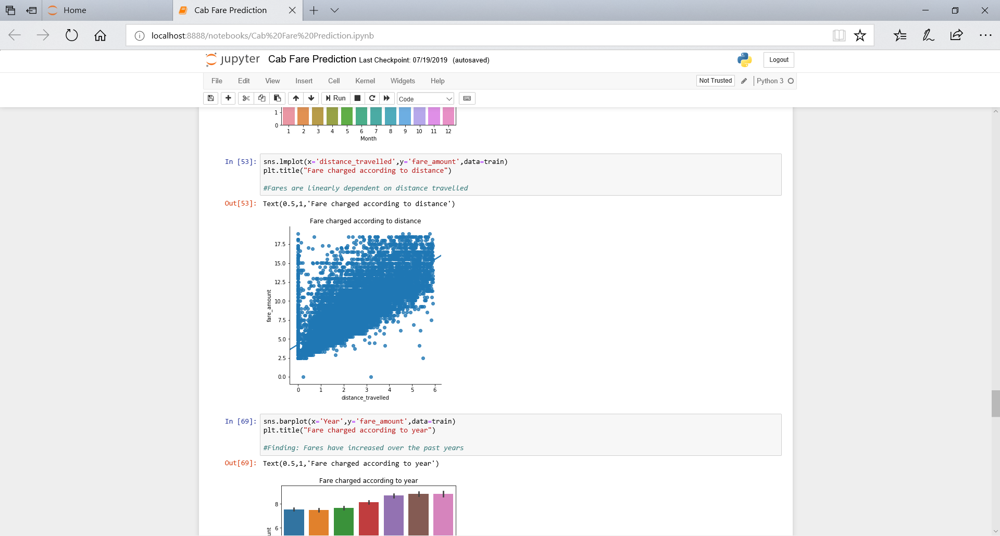 Home
Cab Fare Prediction
localhost:8888/notebooks/Cab%20Fare%20Prediction.ipynb
jupyter Cab Fare Prediction Last Checkpoint: 07/19/2019 (autosaved)
Logout
File Edit View Insert Cell Kernel Widgets Help
Not Trusted
Python 3
Run
Code
1
0
1 2 3 4 5 6 7 8 9 10 11 12
Month
In [53]: sns.lmplot(x='distance_travelled',y='fare_amount',data=train)
plt.title("Fare charged according to distance")
#Fares are linearly dependent on distance travelled
Out[53]: Text(0.5,1,'Fare charged according to distance')
Fare charged according to distance
17.5
15.0
12.5
10.0
7.5
5.0
2.5
0.0
fare_amount
0 1 2 3 4 5 6
distance_travelled
In [69]: sns.barplot(x='Year',y='fare_amount',data=train)
plt.title("Fare charged according to year")
#Finding: Fares have increased over the past years
Out[69]: Text(0.5,1,'Fare charged according to year')
Fare charged according to year
8
6